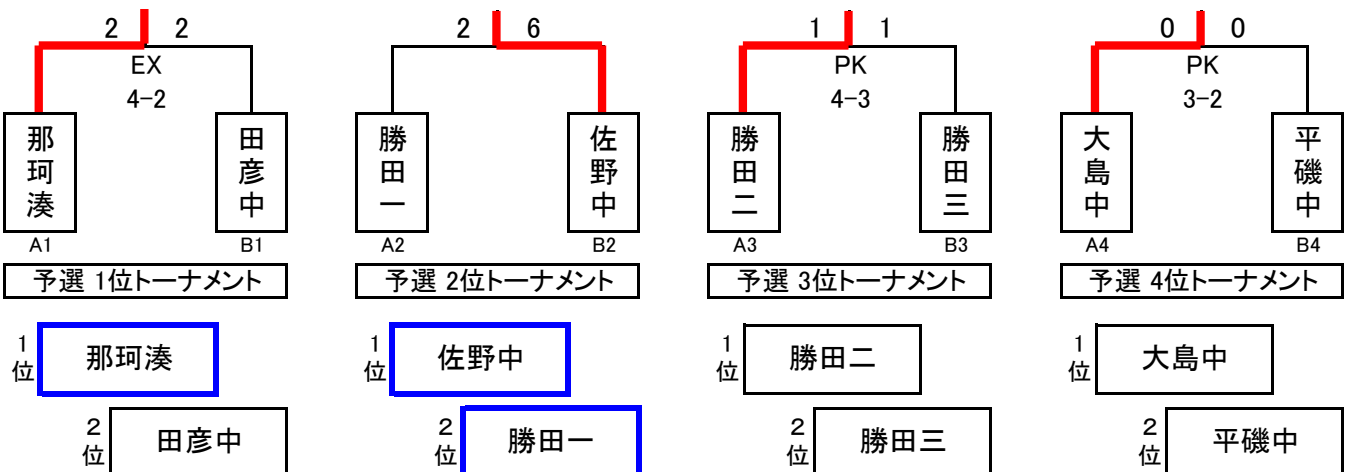 2 2
EX
4-2
那珂湊
田彦中
A1 B1
予選 1位トーナメント
1位 那珂湊
2位 田彦中
2 6
勝田一
佐野中
A2 B2
予選 2位トーナメント
1位 佐野中
2位 勝田一
1 1
PK
4-3
勝田二
勝田三
A3 B3
予選 3位トーナメント
1位 勝田二
2位 勝田三
0 0
PK
3-2
大島中
平磯中
A4 B4
予選 4位トーナメント
1位 大島中
2位 平磯中